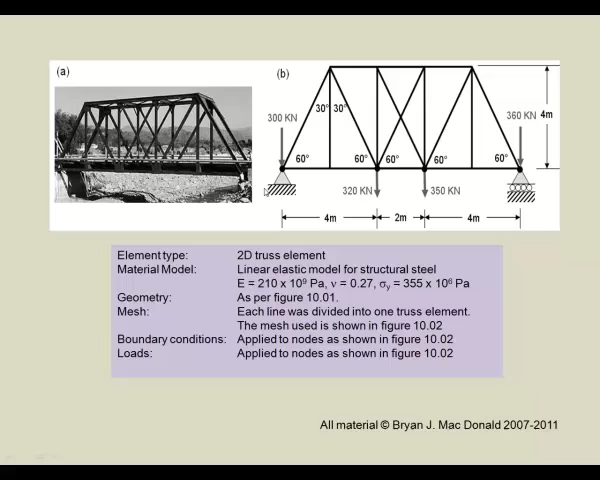 (a)
(b)
300 KN
30° 30°
360 KN
4m
60° 60° 60° 60° 60°
320 KN 350 KN
4m 2m 4m
Element type: 2D truss element
Material Model: Linear elastic model for structural steel
E = 210 x 10⁹ Pa, ν = 0.27, σy = 355 x 10⁶ Pa
Geometry: As per figure 10.01.
Mesh: Each line was divided into one truss element.
The mesh used is shown in figure 10.02
Boundary conditions: Applied to nodes as shown in figure 10.02
Loads: Applied to nodes as shown in figure 10.02
All material © Bryan J. Mac Donald 2007-2011